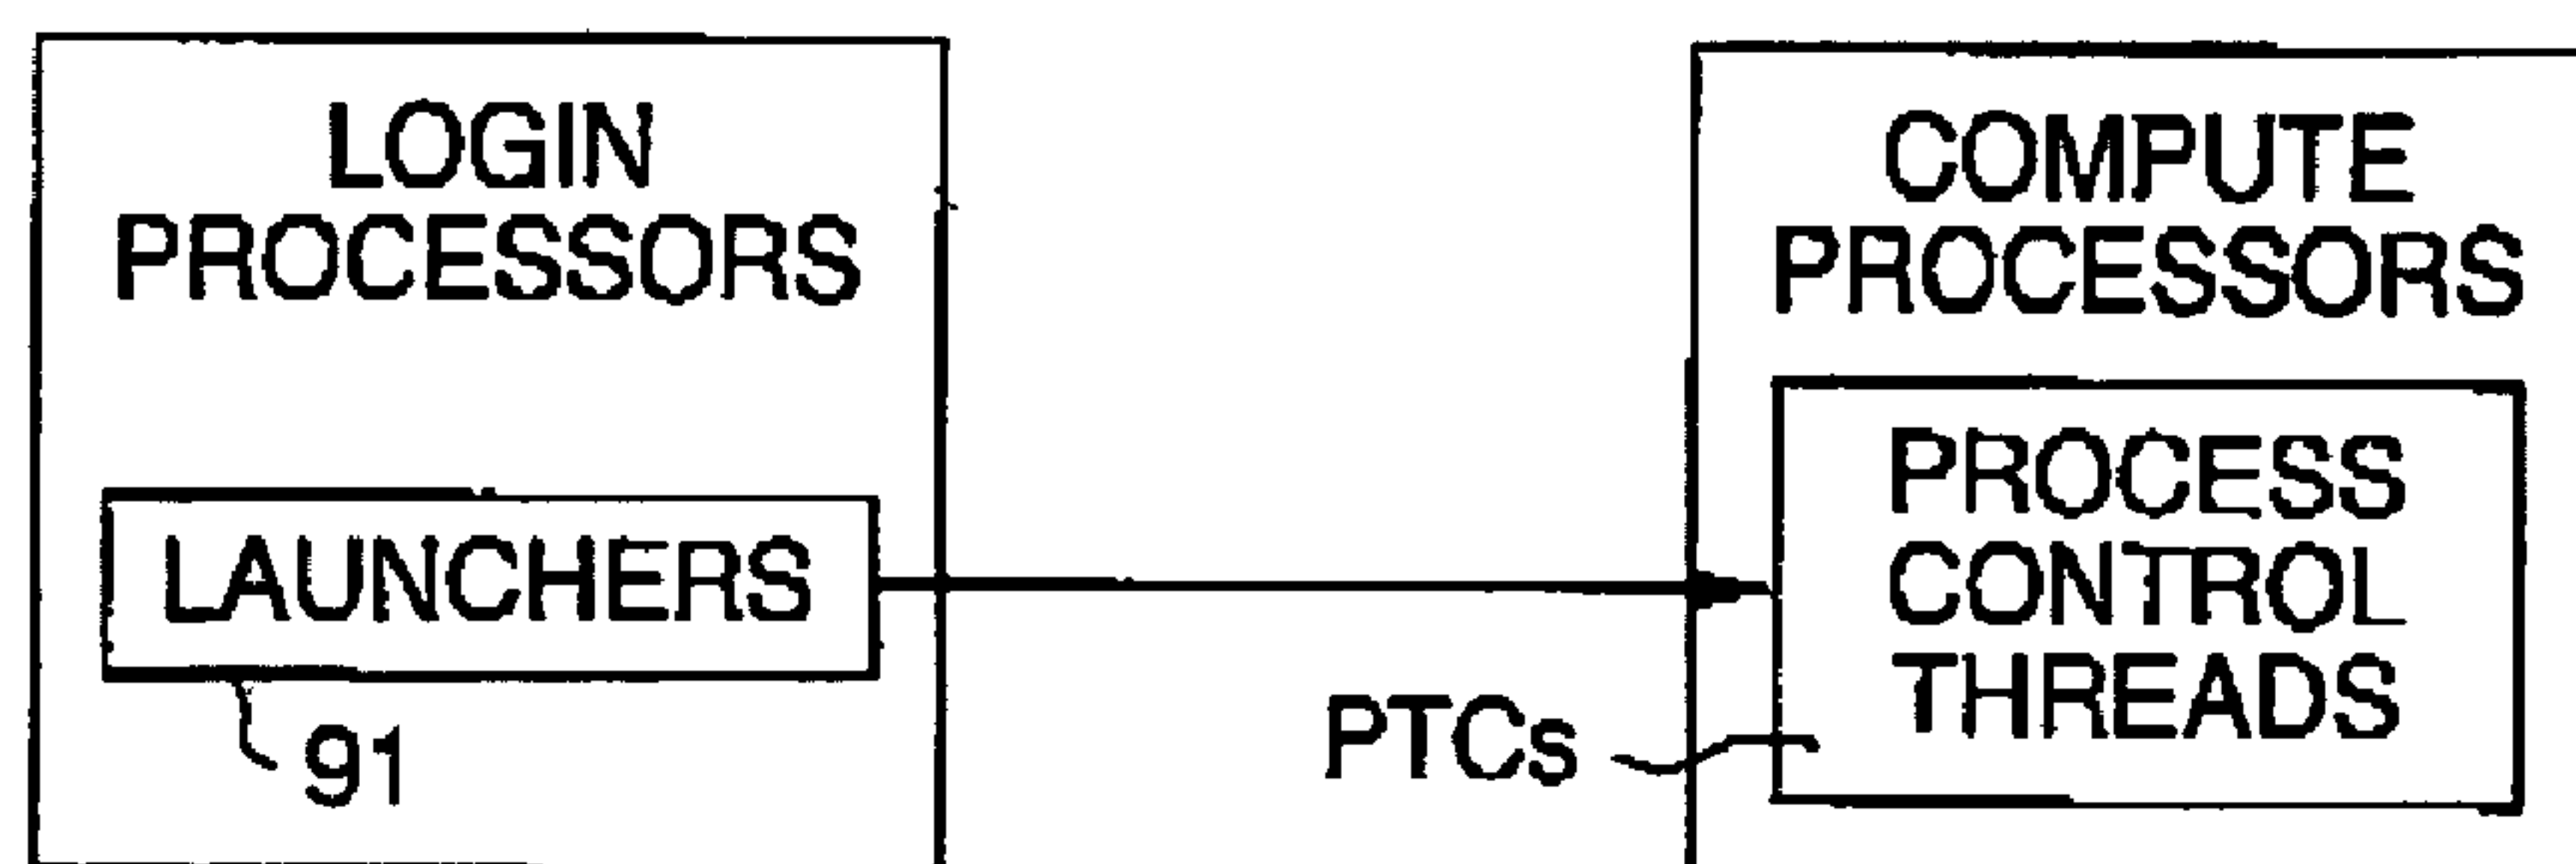 LOGIN
PROCESSORS
LAUNCHERS
91
COMPUTE
PROCESSORS
PROCESS
CONTROL
THREADS
PTCs